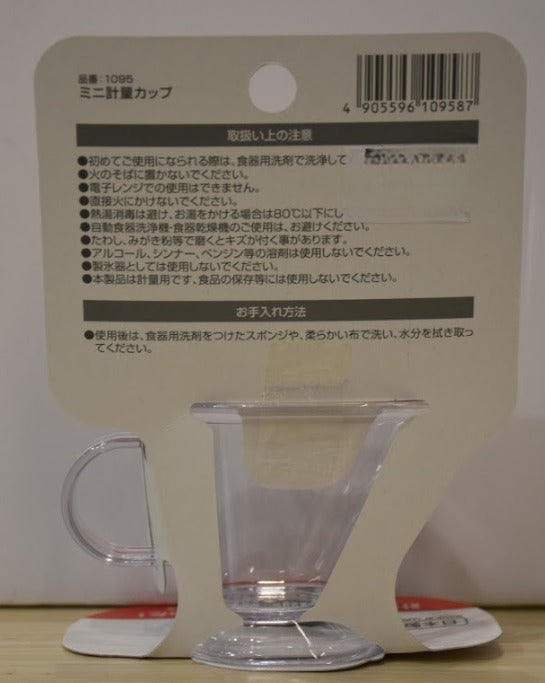 品番：1095
ミニ計量カップ
4 905596 109587
取扱い上の注意
●初めてご使用になられる際は、食器用洗剤で洗浄して
●火のそばに置かないでください。
●電子レンジでの使用はできません。
●直接火にかけないでください。
●熱湯消毒は避け、お湯をかける場合は80℃以下にし
●自動食器洗浄機・食器乾燥機のご使用は、お避けください。
●たわし、みがき粉等で磨くとキズが付く事があります。
●アルコール、シンナー、ベンジン等の溶剤は使用しないでください。
●製氷器としては使用しないでください。
●本製品は計量用です、食品の保存等には使用しないでください。
お手入れ方法
●使用後は、食器用洗剤をつけたスポンジや、柔らかい布で洗い、水分を拭き取っ
てください。
日本製